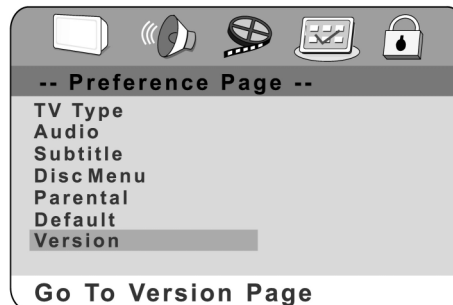 -- Preference Page --
TV Type
Audio
Subtitle
Disc Menu
Parental
Default
Version
Go To Version Page